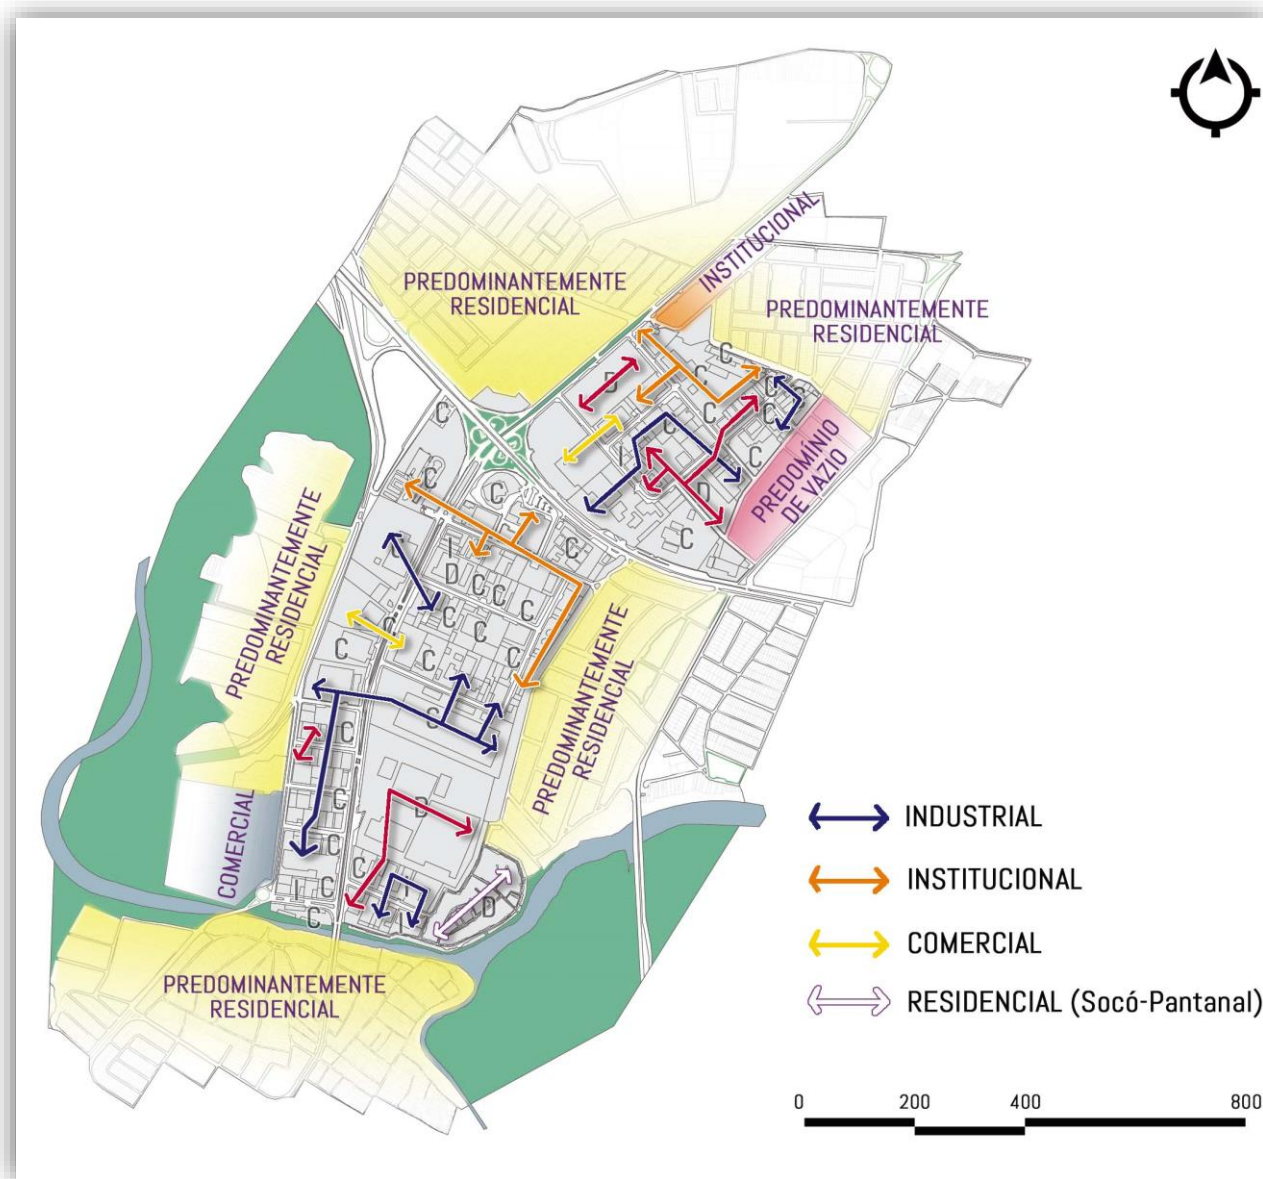 INSTITUCIONAL
PREDOMINANTEMENTE
RESIDENCIAL
PREDOMINANTEMENTE
RESIDENCIAL
C
D
C
C
C
C
C
C
C
C
I
C
PREDOMÍNIO
DE VAZIO
D
C
C
C
PREDOMINANTEMENTE
RESIDENCIAL
C
I
D
C
C
C
C
C
C
C
C
C
C
PREDOMINANTEMENTE
RESIDENCIAL
C
C
D
C
C
COMERCIAL
C
I
C
I
D
C
I
PREDOMINANTEMENTE
RESIDENCIAL
INDUSTRIAL
INSTITUCIONAL
COMERCIAL
RESIDENCIAL (Socó-Pantanal)
0 200 400 800